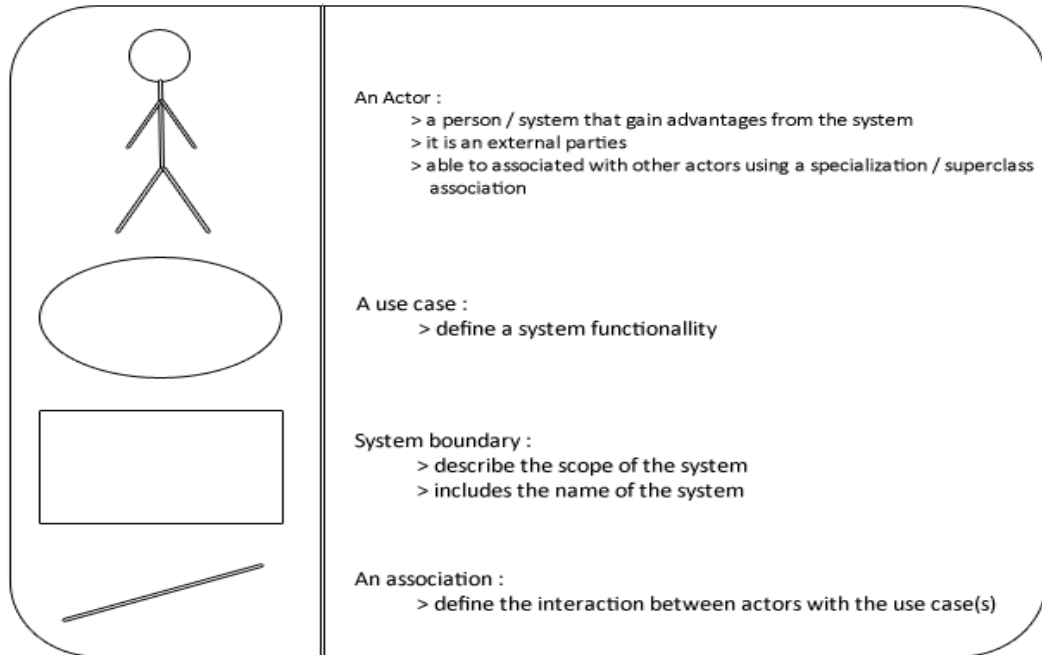 An Actor :
> a person / system that gain advantages from the system
> it is an external parties
> able to associated with other actors using a specialization / superclass
association
A use case :
> define a system functionallity
System boundary :
> describe the scope of the system
> includes the name of the system
An association :
> define the interaction between actors with the use case(s)